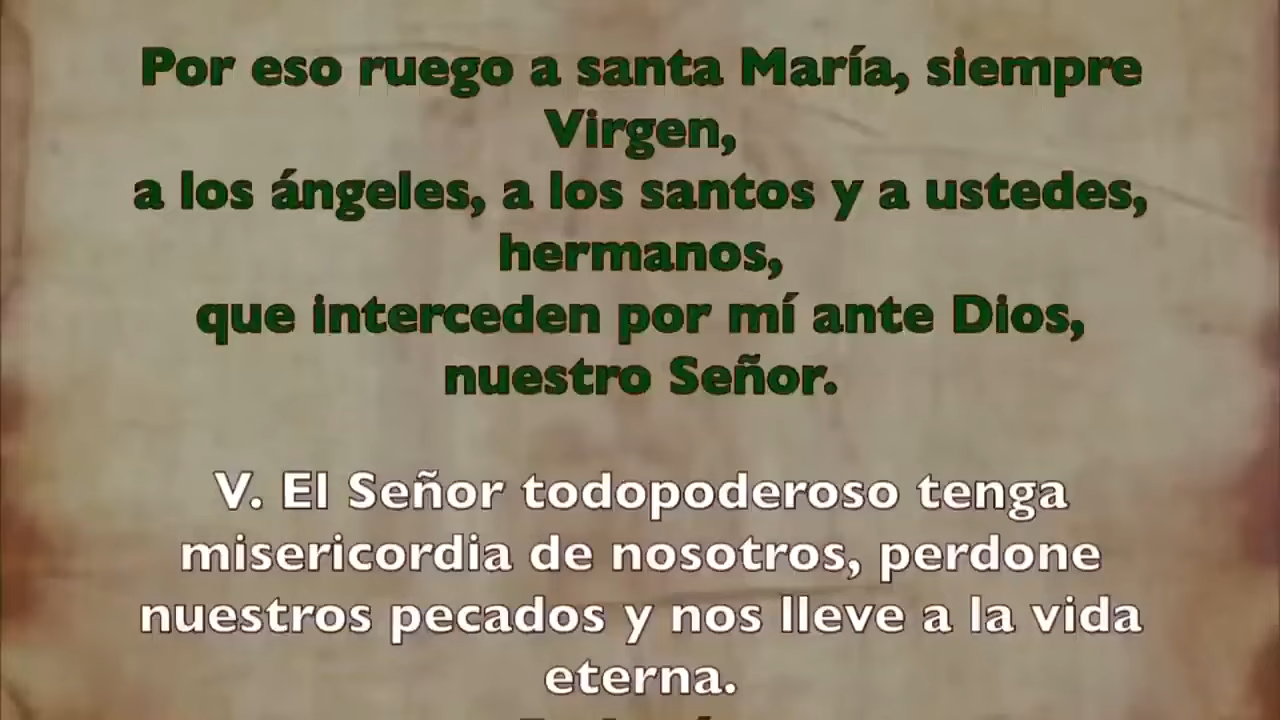 Por eso ruego a santa María, siempre
Virgen,
a los ángeles, a los santos y a ustedes,
hermanos,
que interceden por mí ante Dios,
nuestro Señor.
V. El Señor todopoderoso tenga
misericordia de nosotros, perdone
nuestros pecados y nos lleve a la vida
eterna.